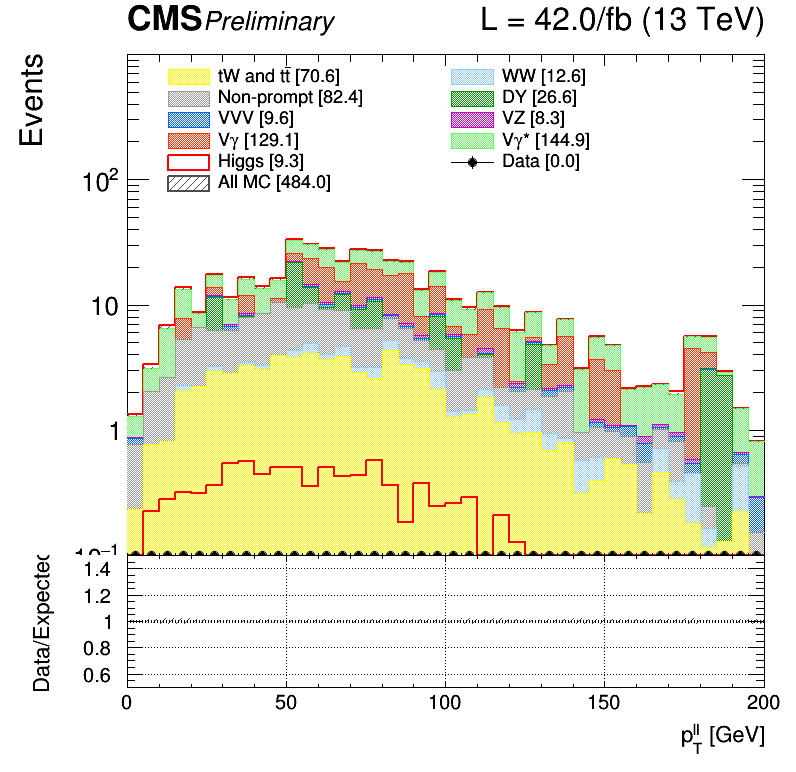 CMS Preliminary L = 42.0/fb (13 TeV)
Events
tW and tt̄ [70.6] WW [12.6]
Non-prompt [82.4] DY [26.6]
VVV [9.6] VZ [8.3]
Vγ [129.1] Vγ* [144.9]
Higgs [9.3] Data [0.0]
All MC [484.0]
10²
10
1
10⁻¹
Data/Expected
1.4
1.2
1
0.8
0.6
0 50 100 150 200
p_T^ll [GeV]